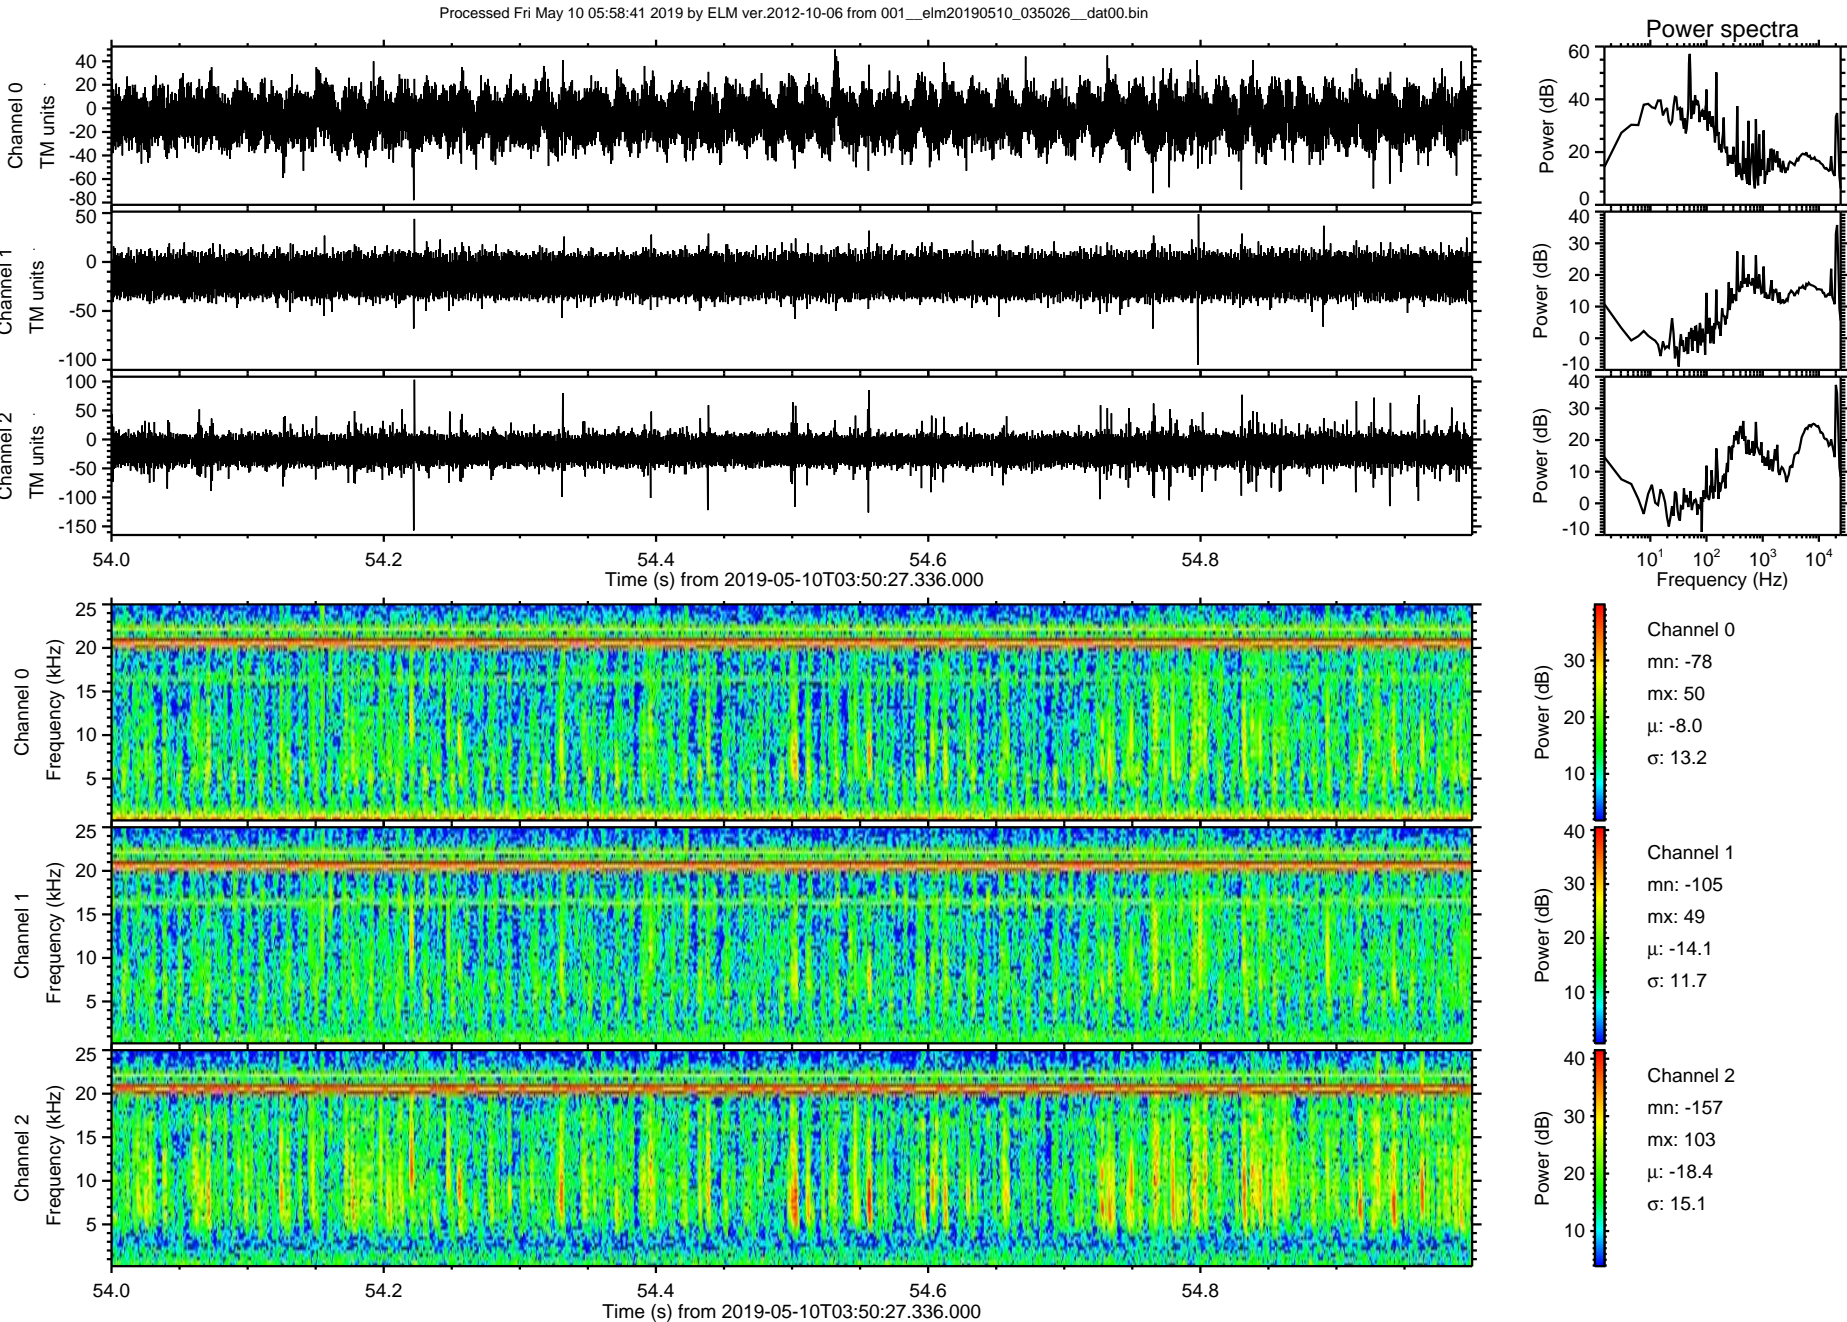 Processed Fri May 10 05:58:41 2019 by ELM ver.2012-10-06 from 001__elm20190510_035026__dat00.bin
Power spectra
Channel 0
TM units
40
20
0
-20
-40
-60
-80
Power (dB)
60
40
20
0
Channel 1
TM units
50
0
-50
-100
Power (dB)
40
30
20
10
0
-10
Channel 2
TM units
100
50
0
-50
-100
-150
Power (dB)
40
30
20
10
0
-10
54.0 54.2 54.4 54.6 54.8
Time (s) from 2019-05-10T03:50:27.336.000
10^1 10^2 10^3 10^4
Frequency (Hz)
Channel 0
Frequency (kHz)
25
20
15
10
5
Power (dB)
30
20
10
Channel 0
mn: -78
mx: 50
μ: -8.0
σ: 13.2
Channel 1
Frequency (kHz)
25
20
15
10
5
Power (dB)
40
30
20
10
Channel 1
mn: -105
mx: 49
μ: -14.1
σ: 11.7
Channel 2
Frequency (kHz)
25
20
15
10
5
Power (dB)
40
30
20
10
Channel 2
mn: -157
mx: 103
μ: -18.4
σ: 15.1
54.0 54.2 54.4 54.6 54.8
Time (s) from 2019-05-10T03:50:27.336.000